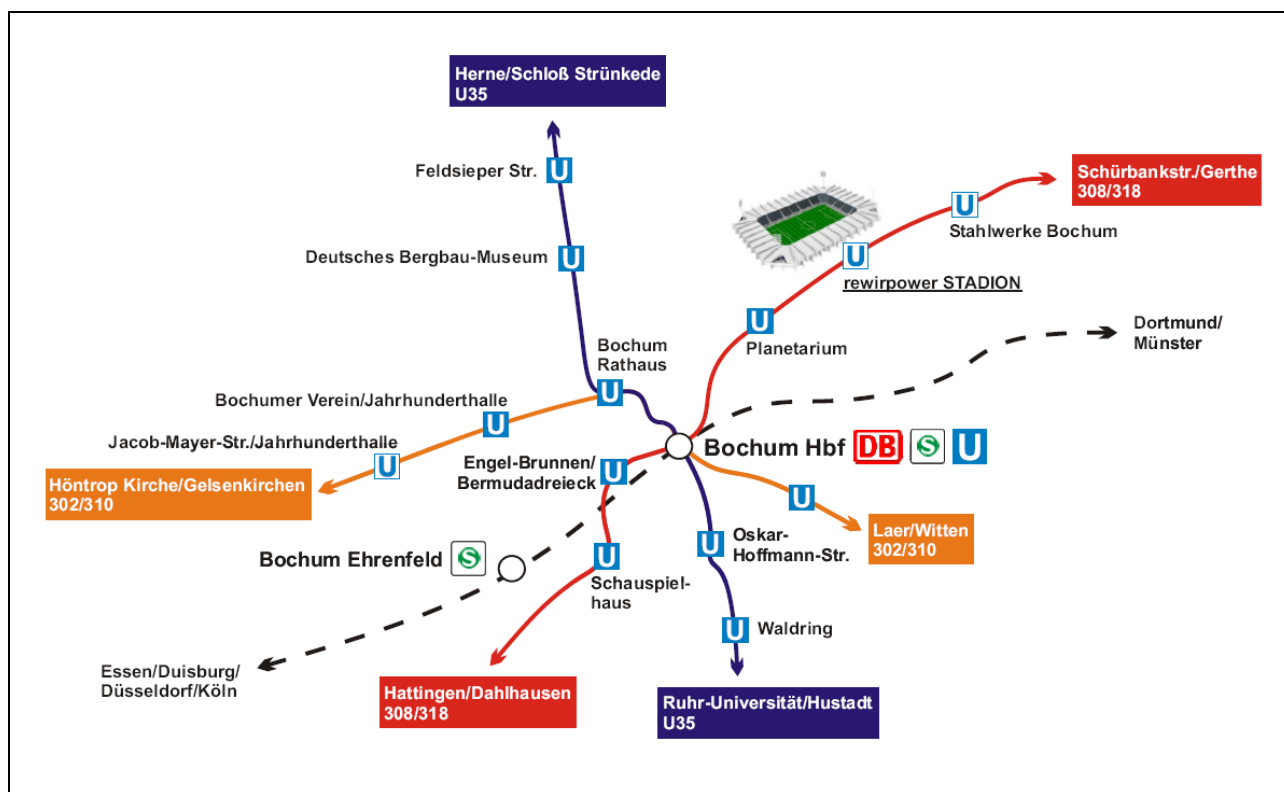 Herne/Schloß Strünkede
U35
Feldsieper Str.
Schürbankstr./Gerthe
308/318
U
U
Stahlwerke Bochum
Deutsches Bergbau-Museum
U
U
rewirpower STADION
U
Planetarium
Dortmund/
Münster
Bochum
Rathaus
U
Bochumer Verein/Jahrhunderthalle
U
Jacob-Mayer-Str./Jahrhunderthalle
U
Bochum Hbf DB S U
Engel-Brunnen/
Bermudadreieck
U
Höntrop Kirche/Gelsenkirchen
302/310
U
Laer/Witten
302/310
Oskar-
Hoffmann-Str.
U
Bochum Ehrenfeld S
U
Schauspiel-
haus
U
Waldring
Essen/Duisburg/
Düsseldorf/Köln
Hattingen/Dahlhausen
308/318
Ruhr-Universität/Hustadt
U35